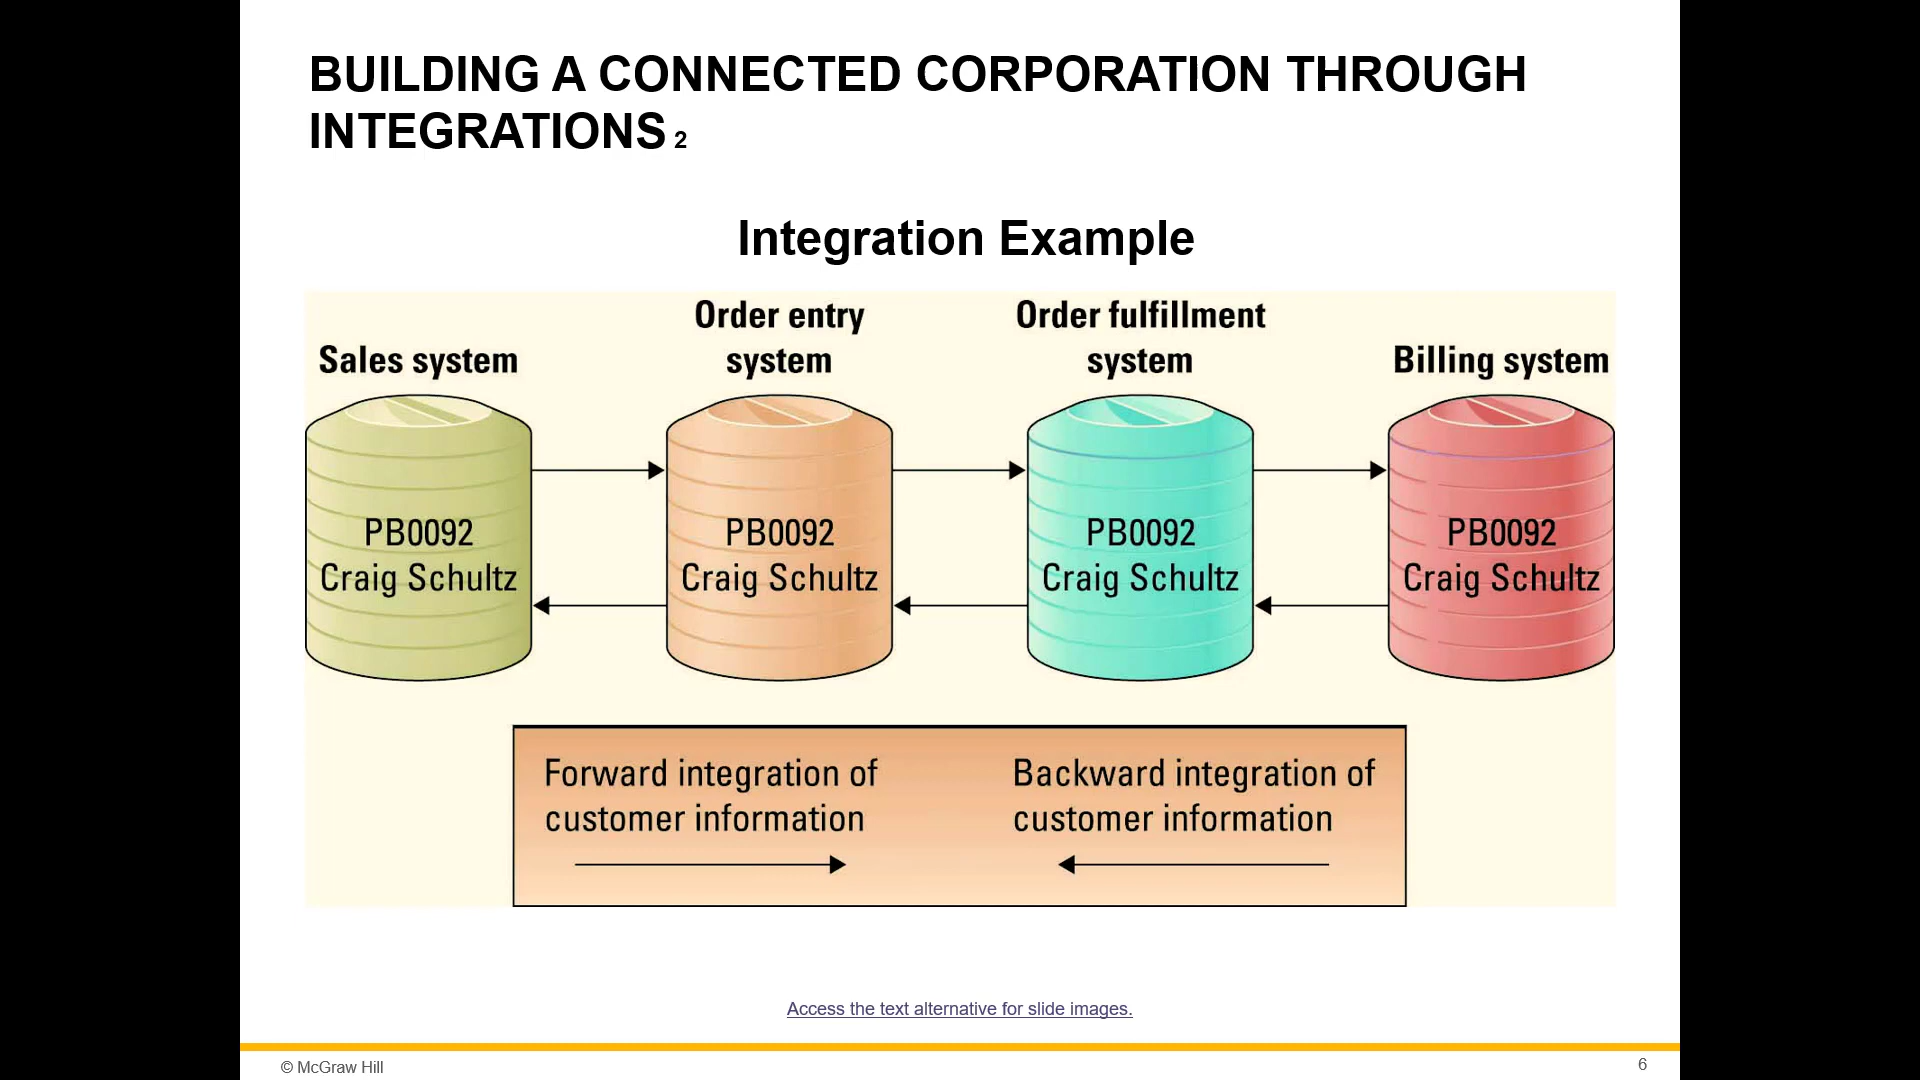 BUILDING A CONNECTED CORPORATION THROUGH
INTEGRATIONS 2
Integration Example
Sales system
Order entry
system
Order fulfillment
system
Billing system
PB0092
Craig Schultz
PB0092
Craig Schultz
PB0092
Craig Schultz
PB0092
Craig Schultz
Forward integration of
customer information
Backward integration of
customer information
Access the text alternative for slide images.
© McGraw Hill
6